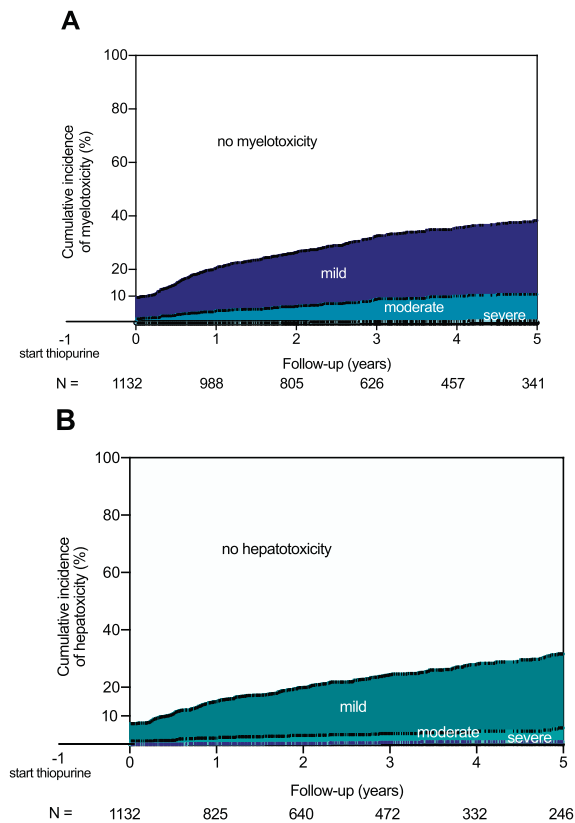 A
Cumulative incidence
of myelotoxicity (%)
100
80
60
40
20
10
no myelotoxicity
mild
moderate
severe
-1 0 1 2 3 4 5
start thiopurine
Follow-up (years)
N = 1132 988 805 626 457 341
B
Cumulative incidence
of hepatoxicity (%)
100
80
60
40
20
10
no hepatotoxicity
mild
moderate
severe
-1 0 1 2 3 4 5
start thiopurine
Follow-up (years)
N = 1132 825 640 472 332 246